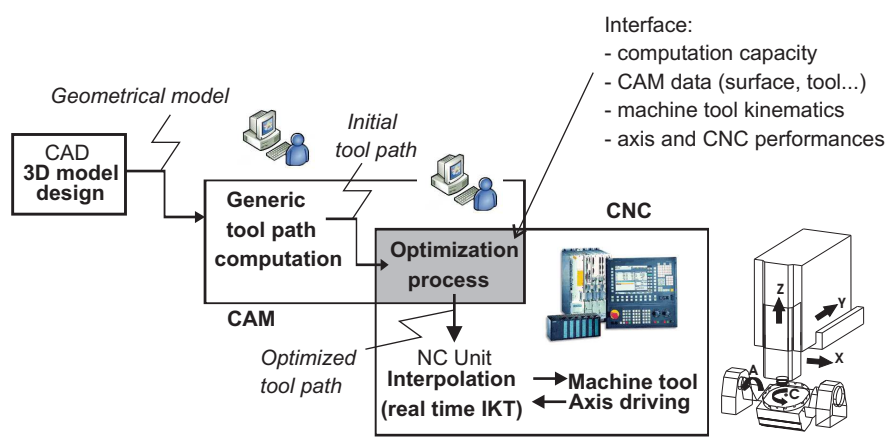 Interface:
- computation capacity
- CAM data (surface, tool...)
- machine tool kinematics
- axis and CNC performances
Geometrical model
Initial
tool path
CAD
3D model
design
Generic
tool path
computation
CNC
Optimization
process
CAM
Optimized
tool path
NC Unit
Interpolation
(real time IKT)
Machine tool
Axis driving
Z
Y
X
A
C